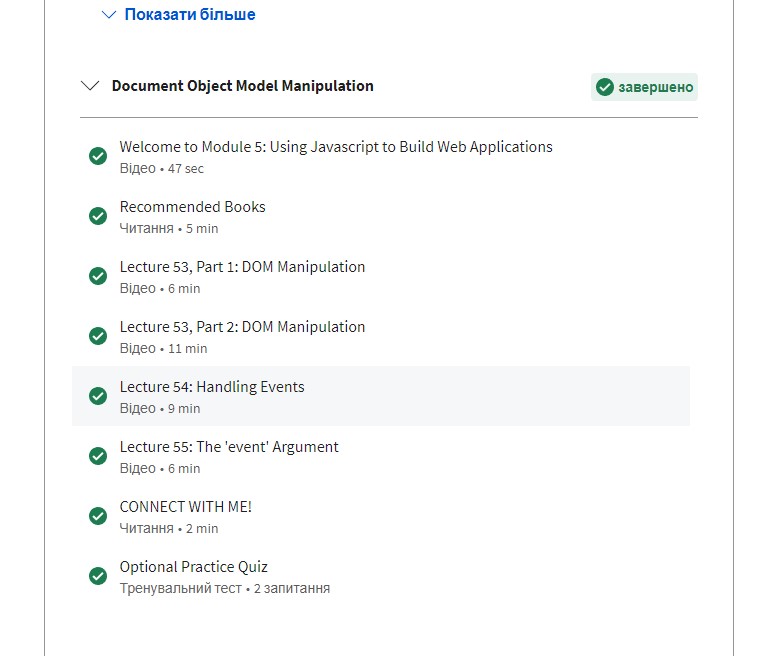 Показати більше
Document Object Model Manipulation
завершено
Welcome to Module 5: Using Javascript to Build Web Applications
Відео • 47 sec
Recommended Books
Читання • 5 min
Lecture 53, Part 1: DOM Manipulation
Відео • 6 min
Lecture 53, Part 2: DOM Manipulation
Відео • 11 min
Lecture 54: Handling Events
Відео • 9 min
Lecture 55: The 'event' Argument
Відео • 6 min
CONNECT WITH ME!
Читання • 2 min
Optional Practice Quiz
Тренувальний тест • 2 запитання